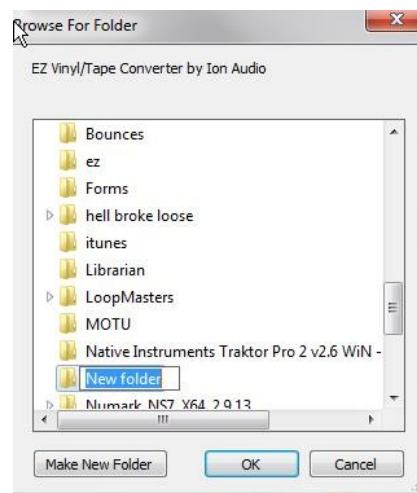 Browse For Folder
EZ Vinyl/Tape Converter by Ion Audio
Bounces
ez
Forms
hell broke loose
itunes
Librarian
LoopMasters
MOTU
Native Instruments Traktor Pro 2 v2.6 WiN -
New folder
Numark_NS7_X64_2.9.13
Make New Folder OK Cancel